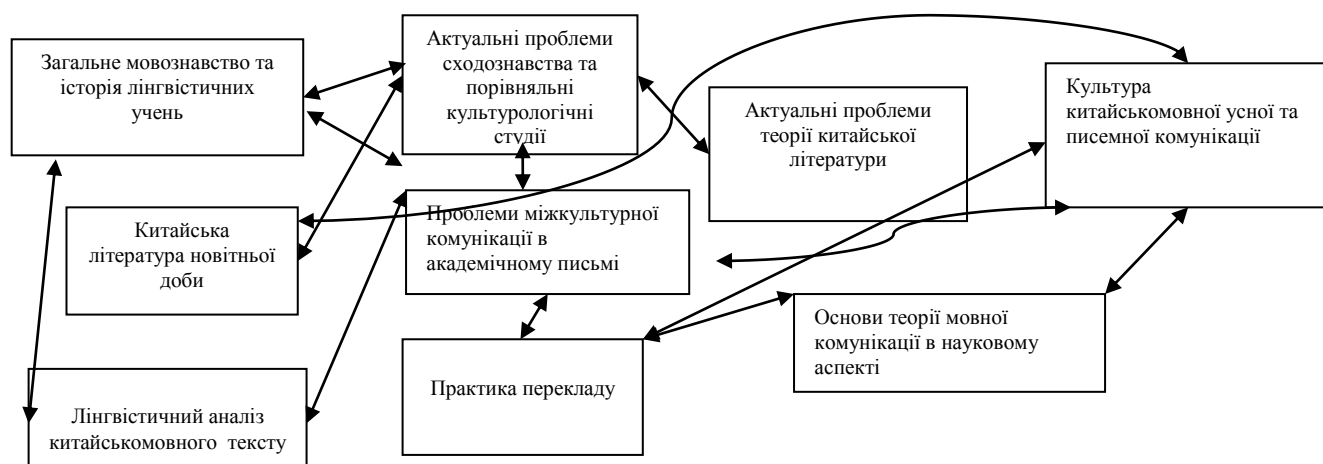 Загальне мовознавство та
історія лінгвістичних
учень
Актуальні проблеми
сходознавства та
порівняльні
культурологічні
студії
Актуальні проблеми
теорії китайської
літератури
Культура
китайськомовної усної та
писемної комунікації
Китайська
література новітньої
доби
Проблеми міжкультурної
комунікації в
академічному письмі
Основи теорії мовної
комунікації в науковому
аспекті
Практика перекладу
Лінгвістичний аналіз
китайськомовного тексту